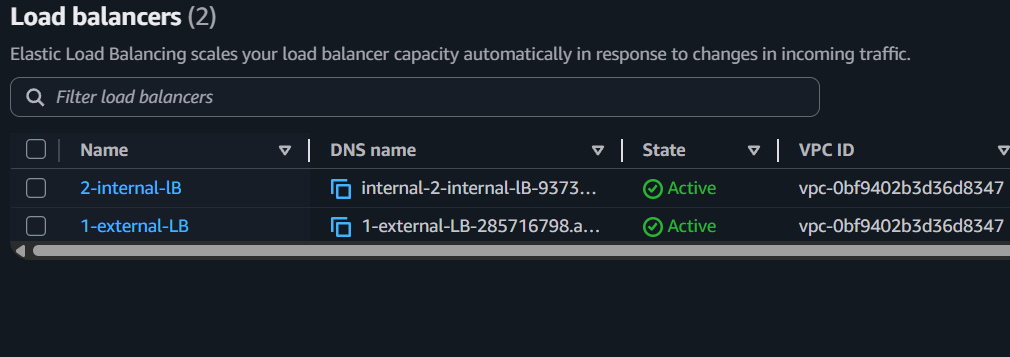 Load balancers (2)
Elastic Load Balancing scales your load balancer capacity automatically in response to changes in incoming traffic.
Filter load balancers
Name DNS name State VPC ID
2-internal-lB internal-2-internal-lB-9373... Active vpc-0bf9402b3d36d8347
1-external-LB 1-external-LB-285716798.a... Active vpc-0bf9402b3d36d8347